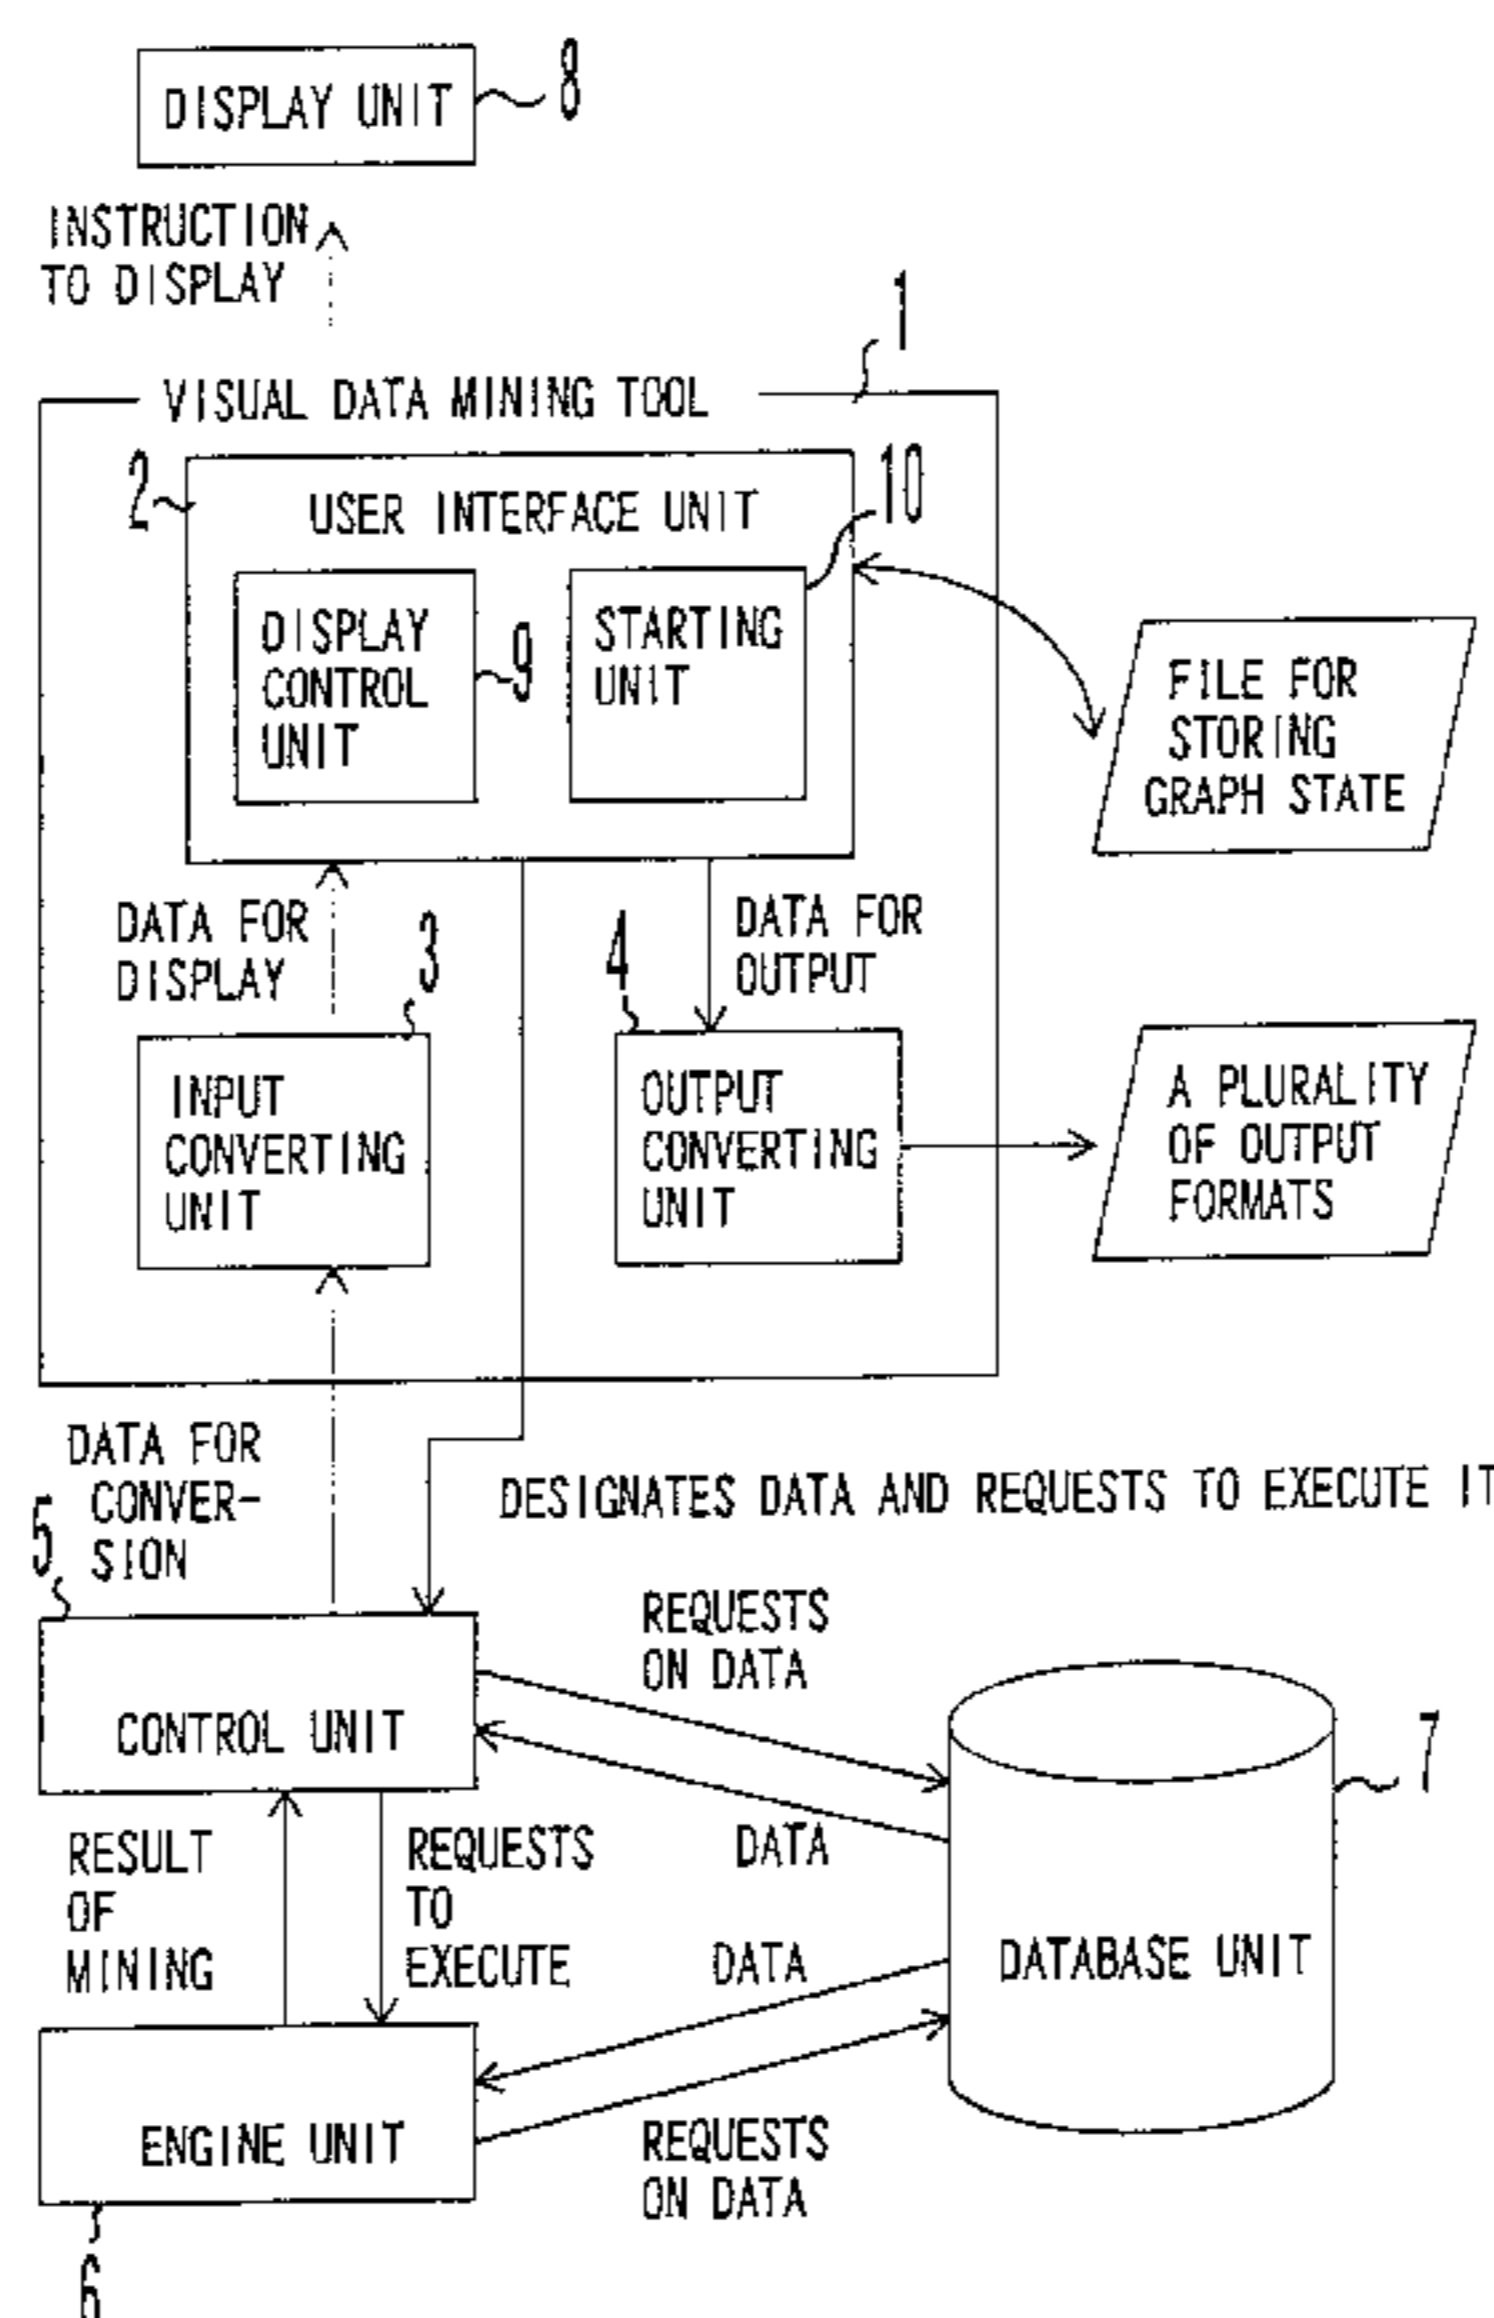 DISPLAY UNIT
8
INSTRUCTION
TO DISPLAY
1
VISUAL DATA MINING TOOL
2
10
USER INTERFACE UNIT
DISPLAY
CONTROL
UNIT
9
STARTING
UNIT
FILE FOR
STORING
GRAPH STATE
DATA FOR
DISPLAY
3
4
DATA FOR
OUTPUT
INPUT
CONVERTING
UNIT
OUTPUT
CONVERTING
UNIT
A PLURALITY
OF OUTPUT
FORMATS
DATA FOR
CONVER-
SION
5
DESIGNATES DATA AND REQUESTS TO EXECUTE IT
REQUESTS
ON DATA
CONTROL UNIT
7
RESULT
OF
MINING
REQUESTS
TO
EXECUTE
DATA
DATA
DATABASE UNIT
ENGINE UNIT
REQUESTS
ON DATA
6